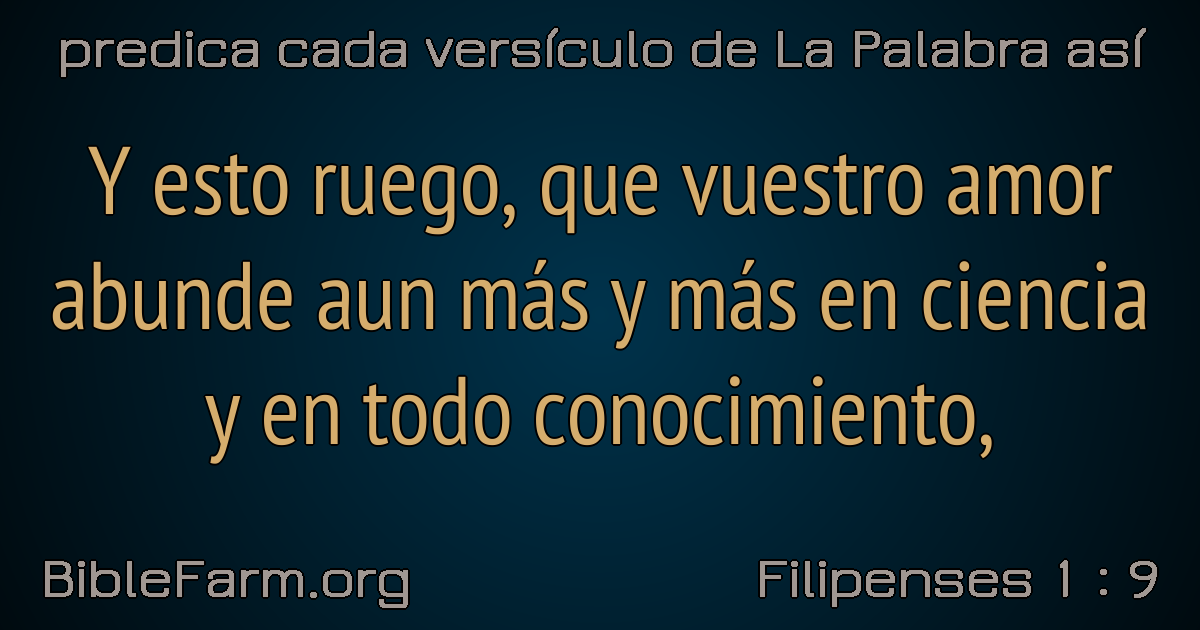 predica cada versículo de La Palabra así
Y esto ruego, que vuestro amor
abunde aun más y más en ciencia
y en todo conocimiento,
BibleFarm.org
Filipenses 1 : 9